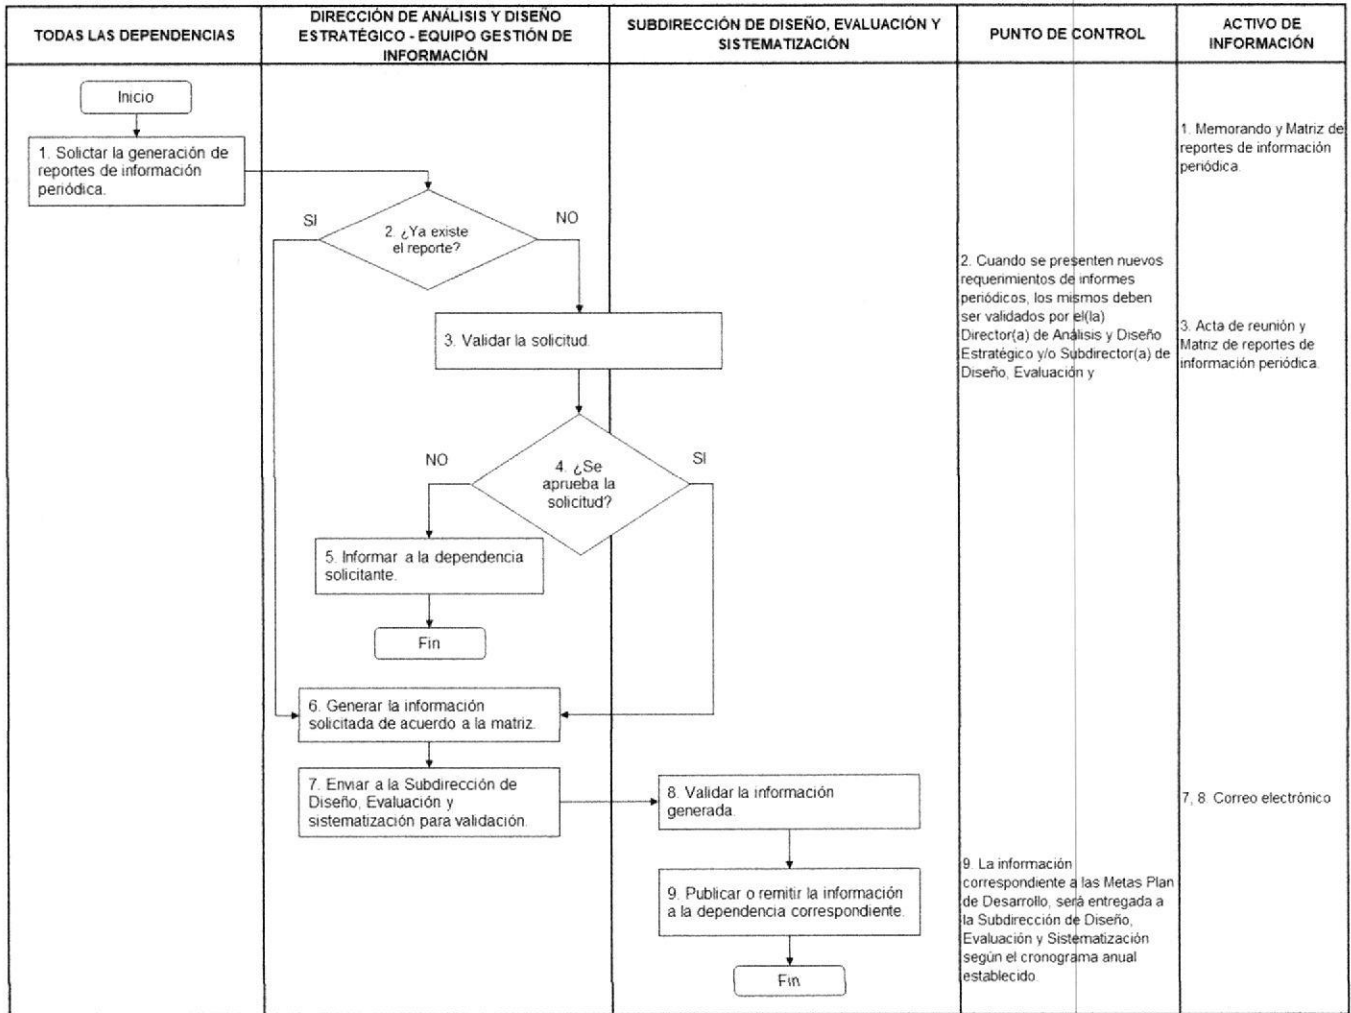 TODAS LAS DEPENDENCIAS
DIRECCIÓN DE ANÁLISIS Y DISEÑO
ESTRATÉGICO - EQUIPO GESTIÓN DE
INFORMACIÓN
SUBDIRECCIÓN DE DISEÑO, EVALUACIÓN Y
SISTEMATIZACIÓN
PUNTO DE CONTROL
ACTIVO DE
INFORMACIÓN
Inicio
1. Solictar la generación de
reportes de información
periódica.
1. Memorando y Matriz de
reportes de información
periódica.
SI
NO
2. ¿Ya existe
el reporte?
2. Cuando se presenten nuevos
requerimientos de informes
periódicos, los mismos deben
ser validados por el(la)
Director(a) de Análisis y Diseño
Estratégico y/o Subdirector(a) de
Diseño, Evaluación y
3. Validar la solicitud.
3. Acta de reunión y
Matriz de reportes de
información periódica.
NO
SI
4. ¿Se
aprueba la
solicitud?
5. Informar a la dependencia
solicitante.
Fin
6. Generar la información
solicitada de acuerdo a la matriz.
7. Enviar a la Subdirección de
Diseño, Evaluación y
sistematización para validación.
8. Validar la información
generada.
7, 8. Correo electrónico
9. Publicar o remitir la información
a la dependencia correspondiente.
9. La información
correspondiente a las Metas Plan
de Desarrollo, será entregada a
la Subdirección de Diseño,
Evaluación y Sistematización
según el cronograma anual
establecido.
Fin